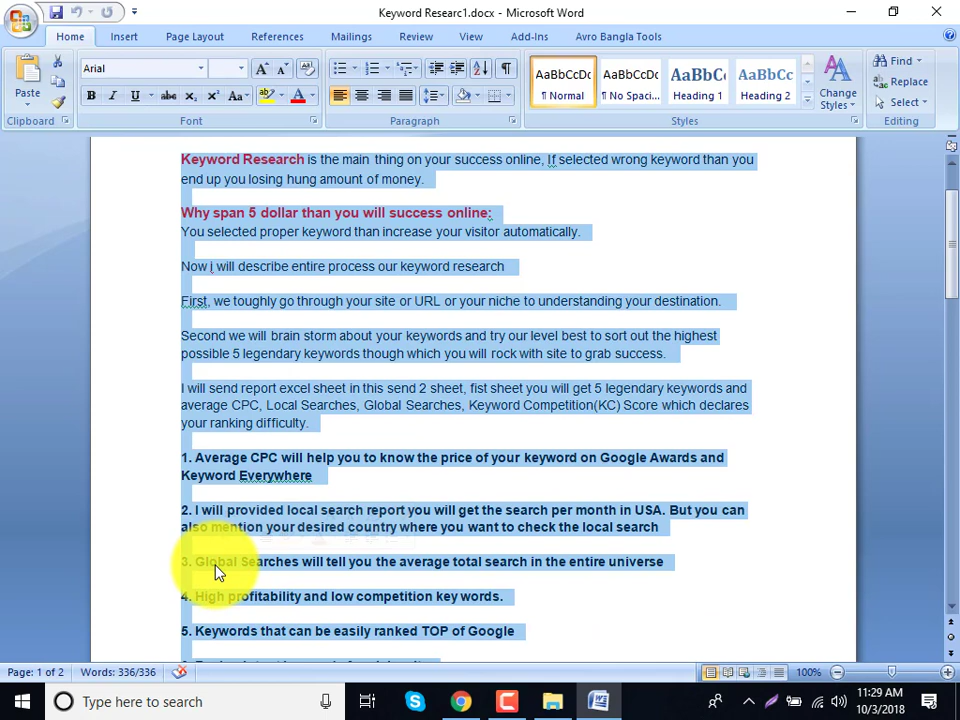 Keyword Researc1.docx - Microsoft Word
Home Insert Page Layout References Mailings Review View Add-Ins Avro Bangla Tools
Paste
Clipboard
Arial
A A Aa
B I U abc X₂ X² Aa ab A
Font
Paragraph
AaBbCcDc AaBbCcDc AaBbCс AaBbCc
¶ Normal ¶ No Spaci... Heading 1 Heading 2
Change Styles
Styles
Find
Replace
Select
Editing
Keyword Research is the main thing on your success online, If selected wrong keyword than you
end up you losing hung amount of money.
Why span 5 dollar than you will success online:
You selected proper keyword than increase your visitor automatically.
Now i will describe entire process our keyword research
First, we toughly go through your site or URL or your niche to understanding your destination.
Second we will brain storm about your keywords and try our level best to sort out the highest
possible 5 legendary keywords though which you will rock with site to grab success.
I will send report excel sheet in this send 2 sheet, fist sheet you will get 5 legendary keywords and
average CPC, Local Searches, Global Searches, Keyword Competition(KC) Score which declares
your ranking difficulty.
1. Average CPC will help you to know the price of your keyword on Google Awards and
Keyword Everywhere
2. I will provided local search report you will get the search per month in USA. But you can
also mention your desired country where you want to check the local search
3. Global Searches will tell you the average total search in the entire universe
4. High profitability and low competition key words.
5. Keywords that can be easily ranked TOP of Google
Page: 1 of 2 Words: 336/336 100%
Type here to search
11:29 AM
10/3/2018